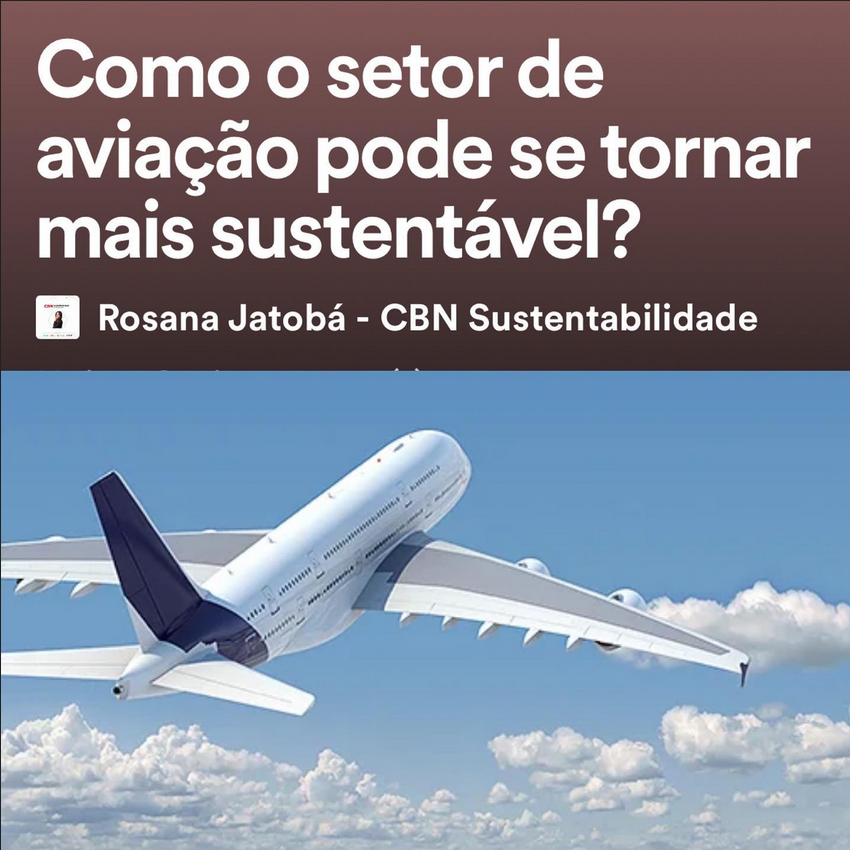 Como o setor de
aviação pode se tornar
mais sustentável?
Rosana Jatobá - CBN Sustentabilidade